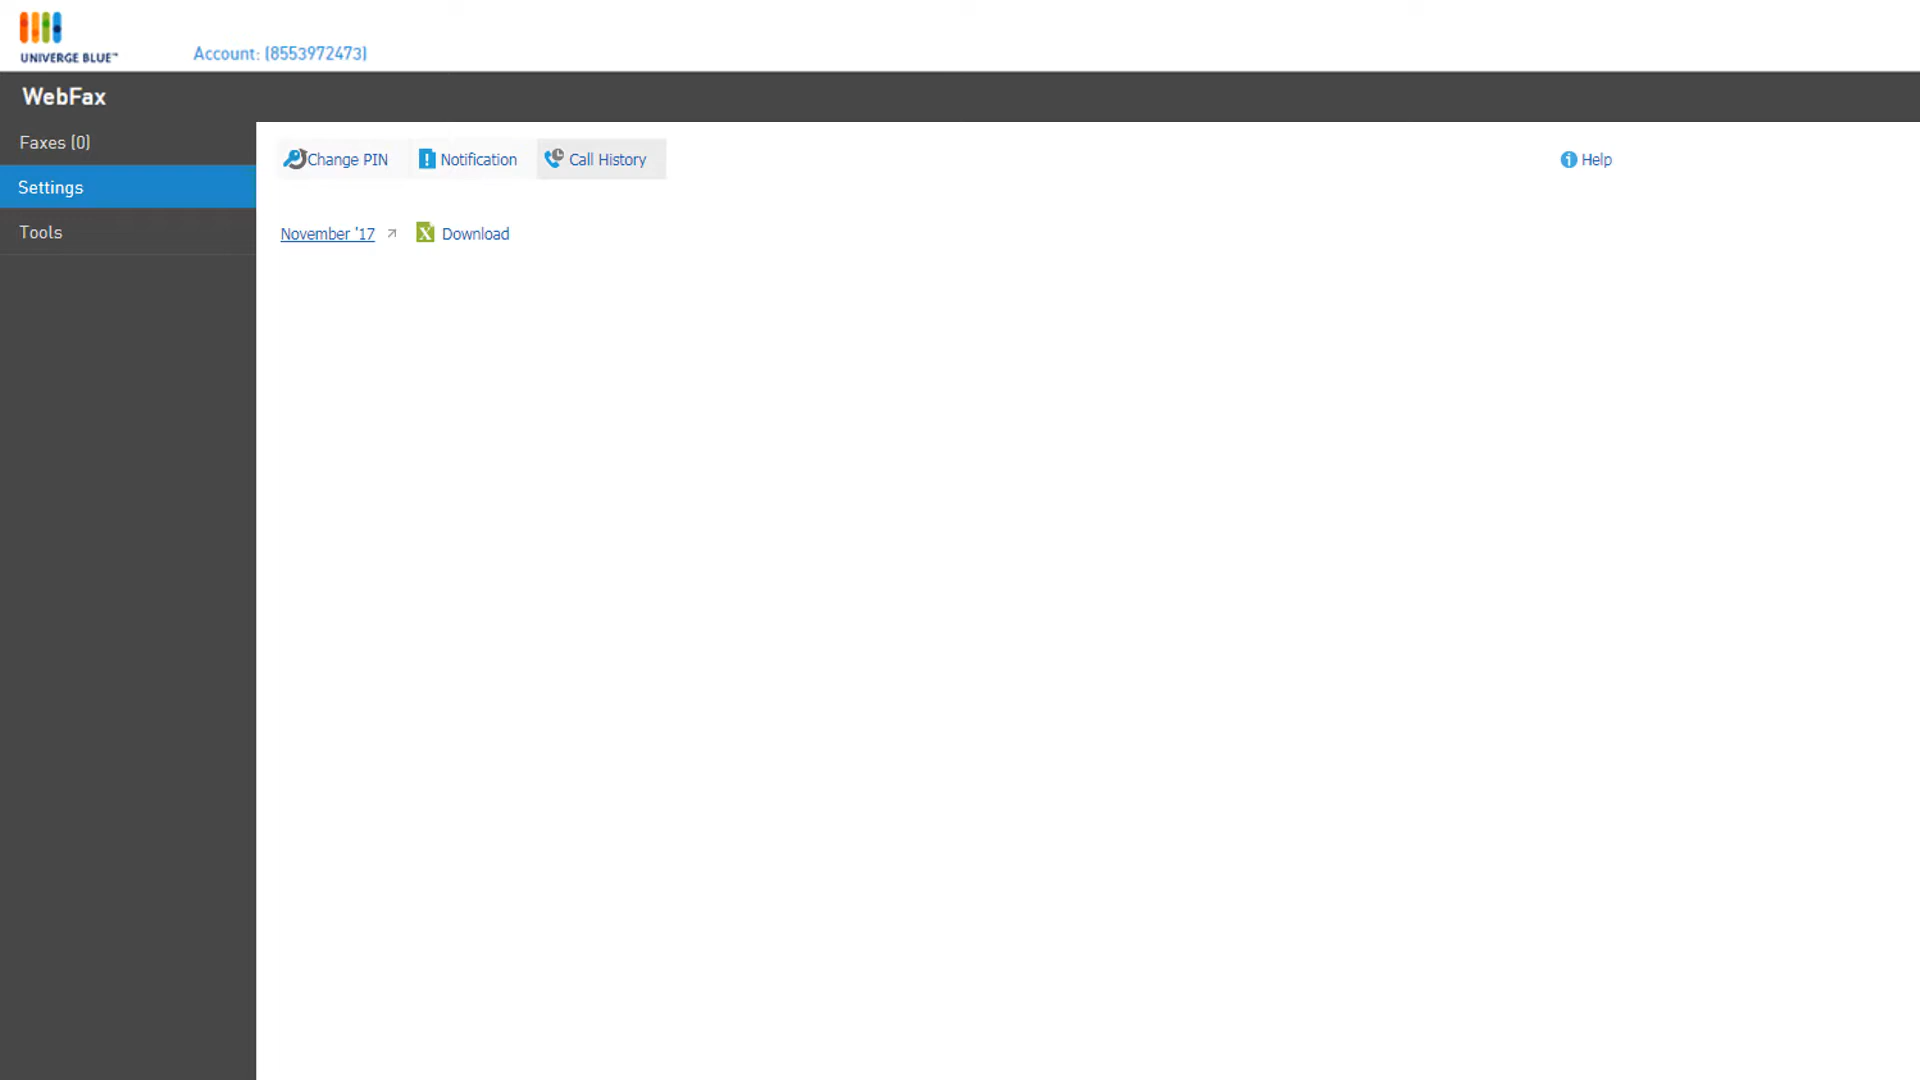 UNIVERGE BLUE™
Account: (8553972473)
WebFax
Faxes (0)
Settings
Tools
Change PIN
Notification
Call History
Help
November '17
Download